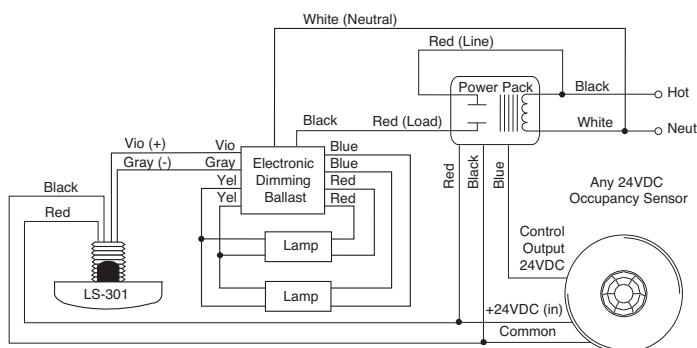 White (Neutral)
Red (Line)
Power Pack
Black
Hot
Black
Red (Load)
White
Neut
Vio (+)
Vio
Blue
Gray (-)
Gray
Electronic
Dimming
Ballast
Blue
Yel
Red
Yel
Red
Black
Red
Red
Black
Blue
Any 24VDC
Occupancy Sensor
Lamp
Control
Output
24VDC
LS-301
Lamp
+24VDC (in)
Common